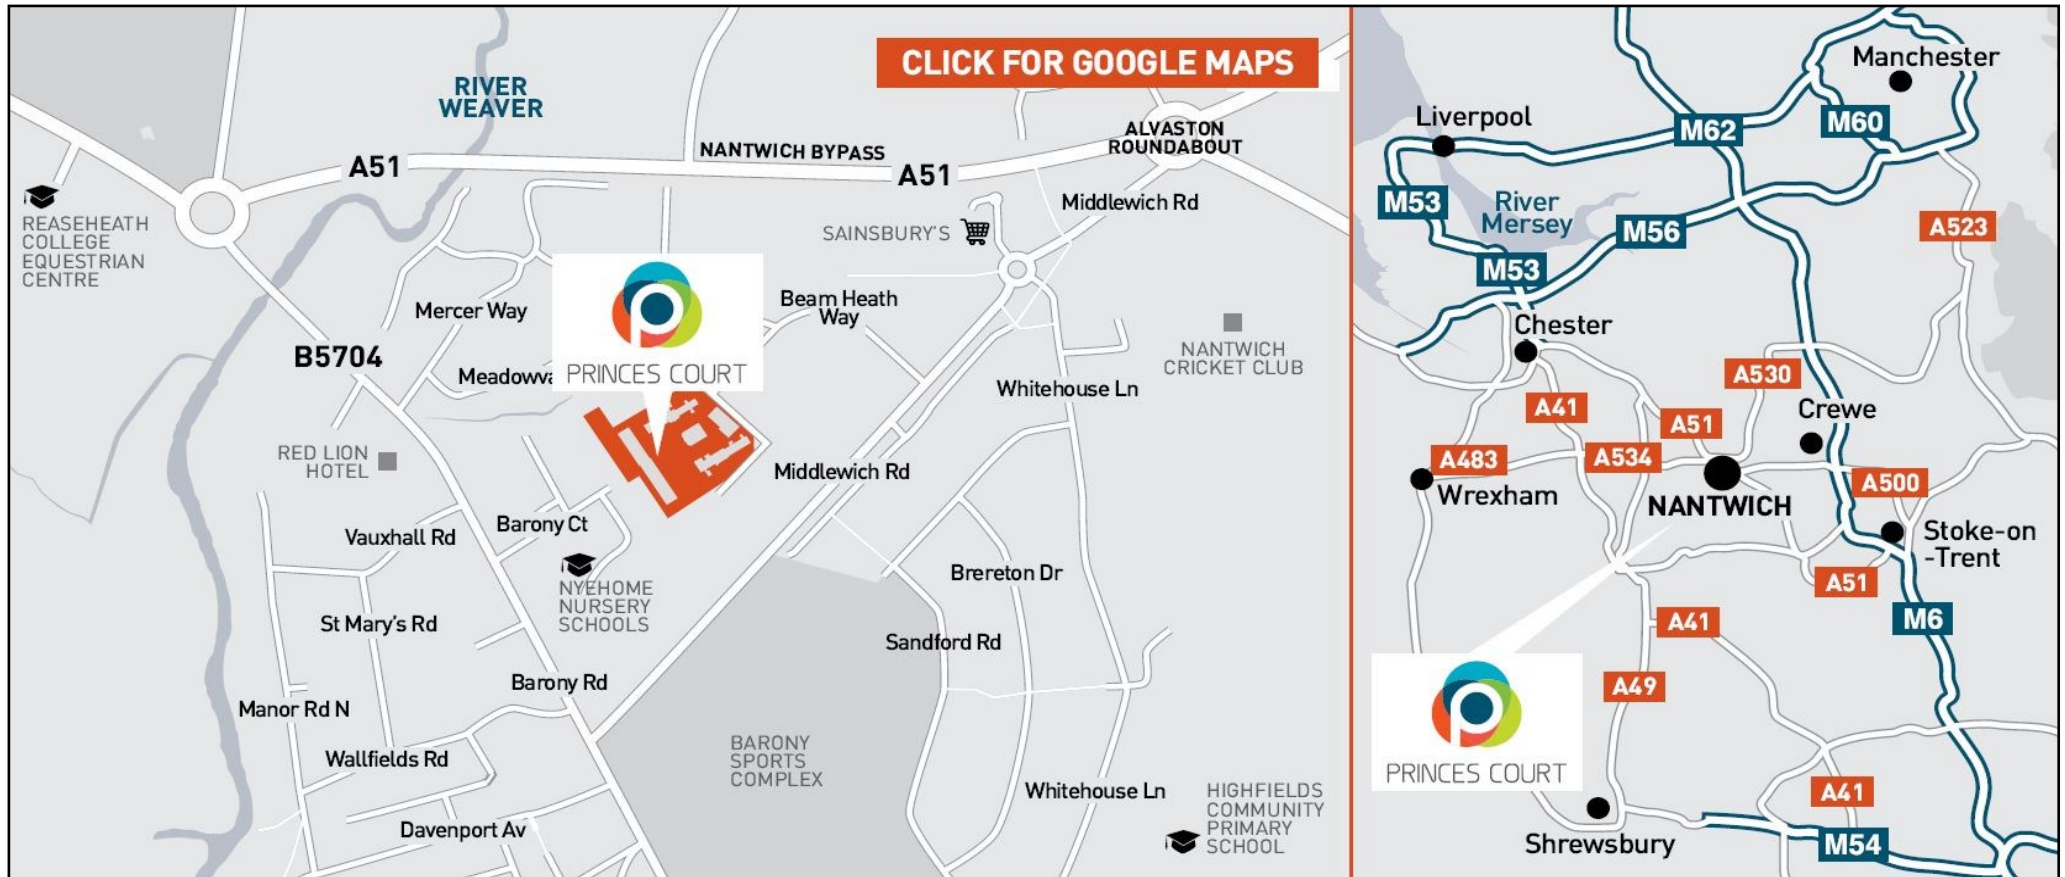 CLICK FOR GOOGLE MAPS
RIVER
WEAVER
A51
NANTWICH BYPASS
A51
ALVASTON
ROUNDABOUT
REASEHEATH
COLLEGE
EQUESTRIAN
CENTRE
Middlewich Rd
SAINSBURY'S
Mercer Way
Beam Heath
Way
B5704
Meadowva
PRINCES COURT
NANTWICH
CRICKET CLUB
Whitehouse Ln
RED LION
HOTEL
Middlewich Rd
Vauxhall Rd
Barony Ct
NYEHOME
NURSERY
SCHOOLS
Brereton Dr
St Mary's Rd
Sandford Rd
Barony Rd
Manor Rd N
Wallfields Rd
BARONY
SPORTS
COMPLEX
Whitehouse Ln
HIGHFIELDS
COMMUNITY
PRIMARY
SCHOOL
Davenport Av
Manchester
Liverpool
M62
M60
M53
River
Mersey
M56
A523
M53
Chester
A530
A41
A51
Crewe
A483
A534
A500
Wrexham
NANTWICH
Stoke-on
-Trent
A51
A41
M6
A49
PRINCES COURT
A41
Shrewsbury
M54